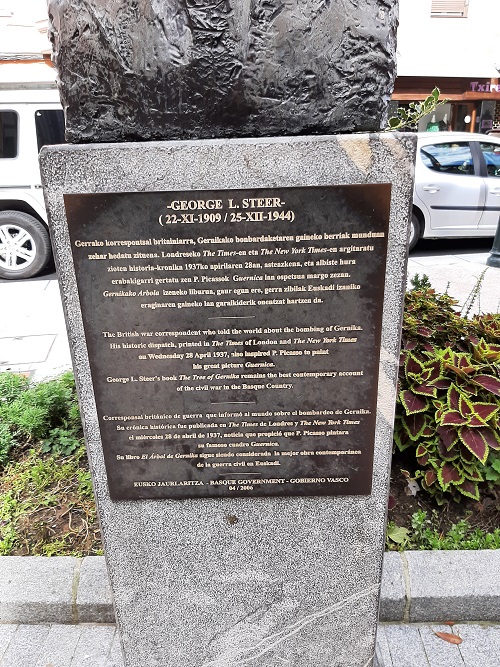 -GEORGE L. STEER-
( 22-XI-1909 / 25-XII-1944)
Gerrako korrespontsal britainiarra, Gernikako bonbardaketaren gaineko berriak munduan
zehar hedatu zituena. Londreseko The Times-en eta The New York Times-en argitaratu
zioten historia-kronika 1937ko apirilaren 28an, asteazkena, eta albiste hura
erabakigarri gertatu zen P. Picassok Guernica lan ospetsua margo zezan.
Gernikako Arbola izeneko liburua, gaur egun ere, gerra zibilak Euskadi izaniko
eraginaren gaineko lan garaikiderik onentzat hartzen da.
The British war correspondent who told the world about the bombing of Gernika.
His historic dispatch, printed in The Times of London and The New York Times
on Wednesday 28 April 1937, also inspired P. Picasso to paint
his great picture Guernica.
George L. Steer's book The Tree of Gernika remains the best contemporary account
of the civil war in the Basque Country.
Corresponsal británico de guerra que informó al mundo sobre el bombardeo de Gernika.
Su crónica histórica fue publicada en The Times de Londres y The New York Times
el miércoles 28 de abril de 1937, noticia que propició que P. Picasso pintara
su famoso cuadro Guernica.
Su libro El Árbol de Gernika sigue siendo considerada la mejor obra contemporánea
de la guerra civil en Euskadi.
EUSKO JAURLARITZA - BASQUE GOVERNMENT - GOBIERNO VASCO
04 / 2006